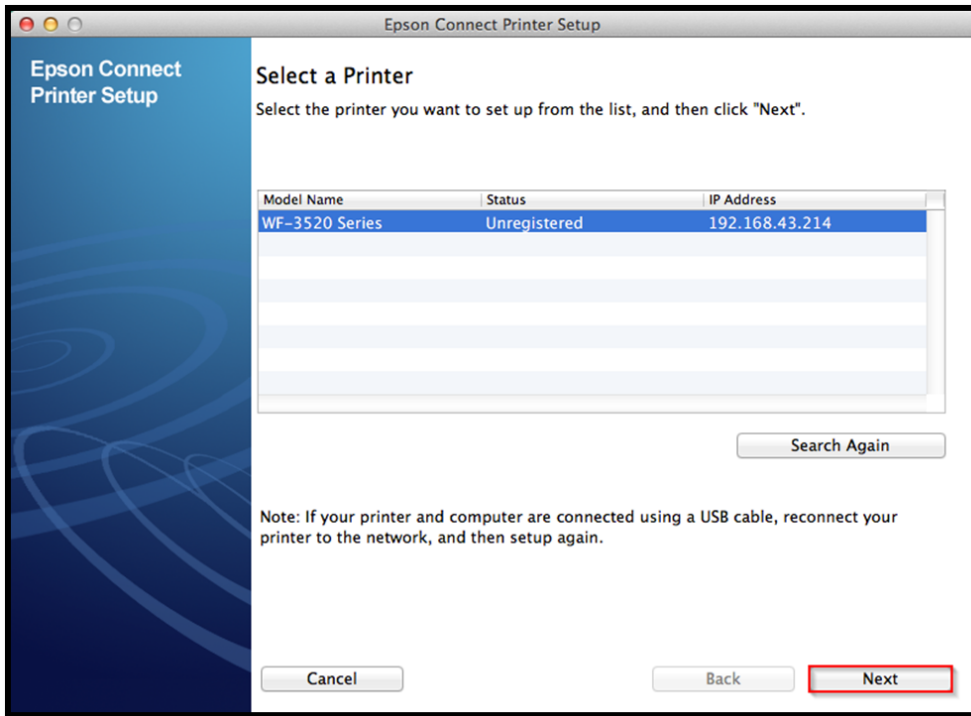 Epson Connect Printer Setup
Epson Connect
Printer Setup
Select a Printer
Select the printer you want to set up from the list, and then click "Next".
Model Name Status IP Address
WF-3520 Series Unregistered 192.168.43.214
Search Again
Note: If your printer and computer are connected using a USB cable, reconnect your
printer to the network, and then setup again.
Cancel Back Next